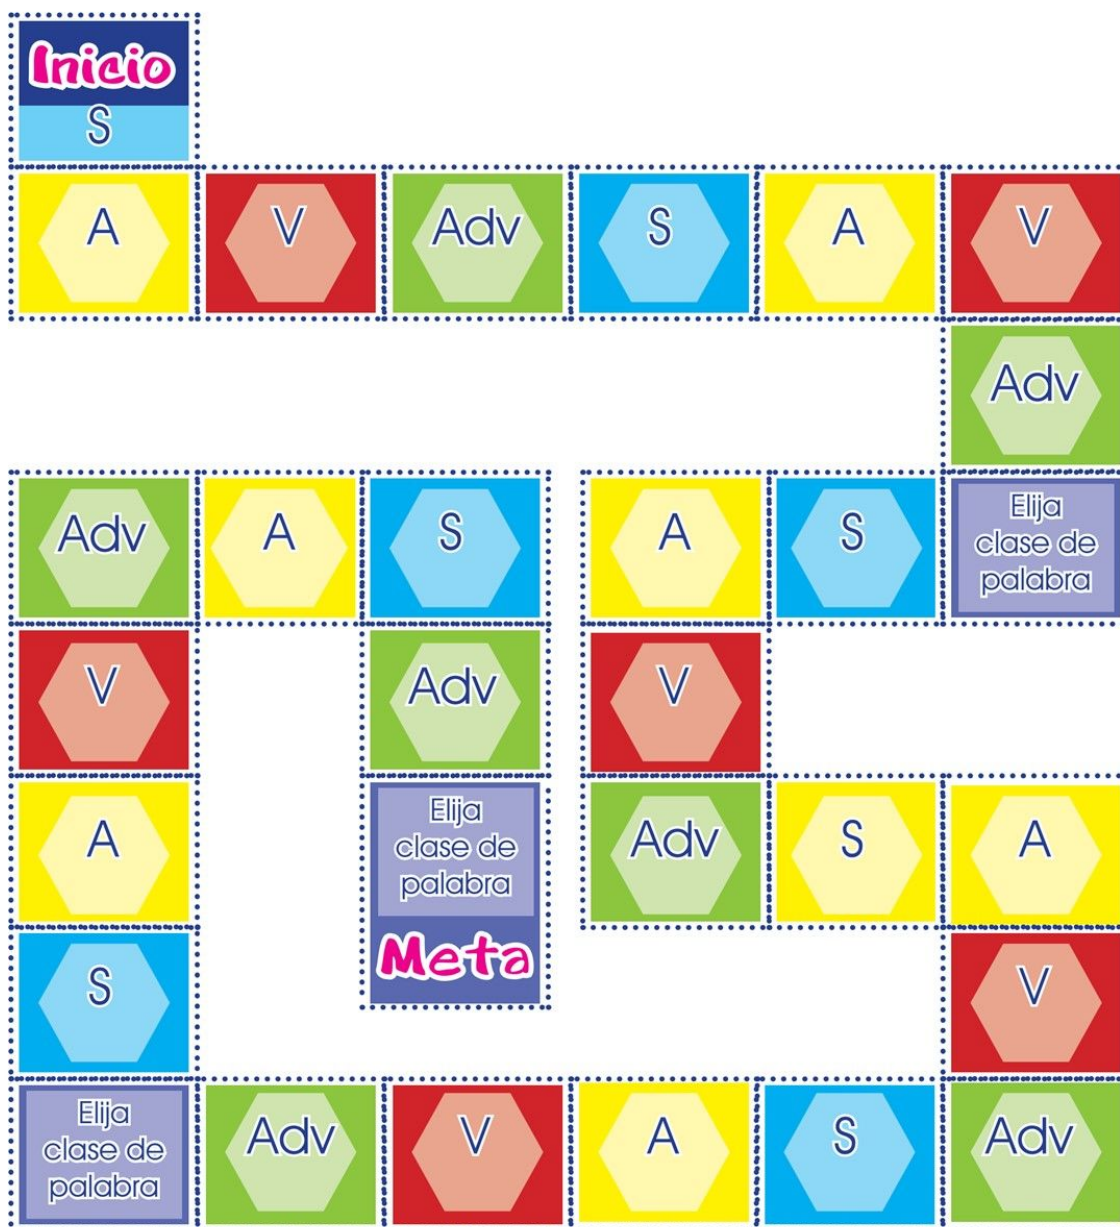 Inicio
S
A V Adv S A V
Adv
Adv A S A S Elija
clase de
palabra
V Adv V
A Elija
clase de
palabra
Meta
Adv S A
S V
Elija
clase de
palabra
Adv V A S Adv